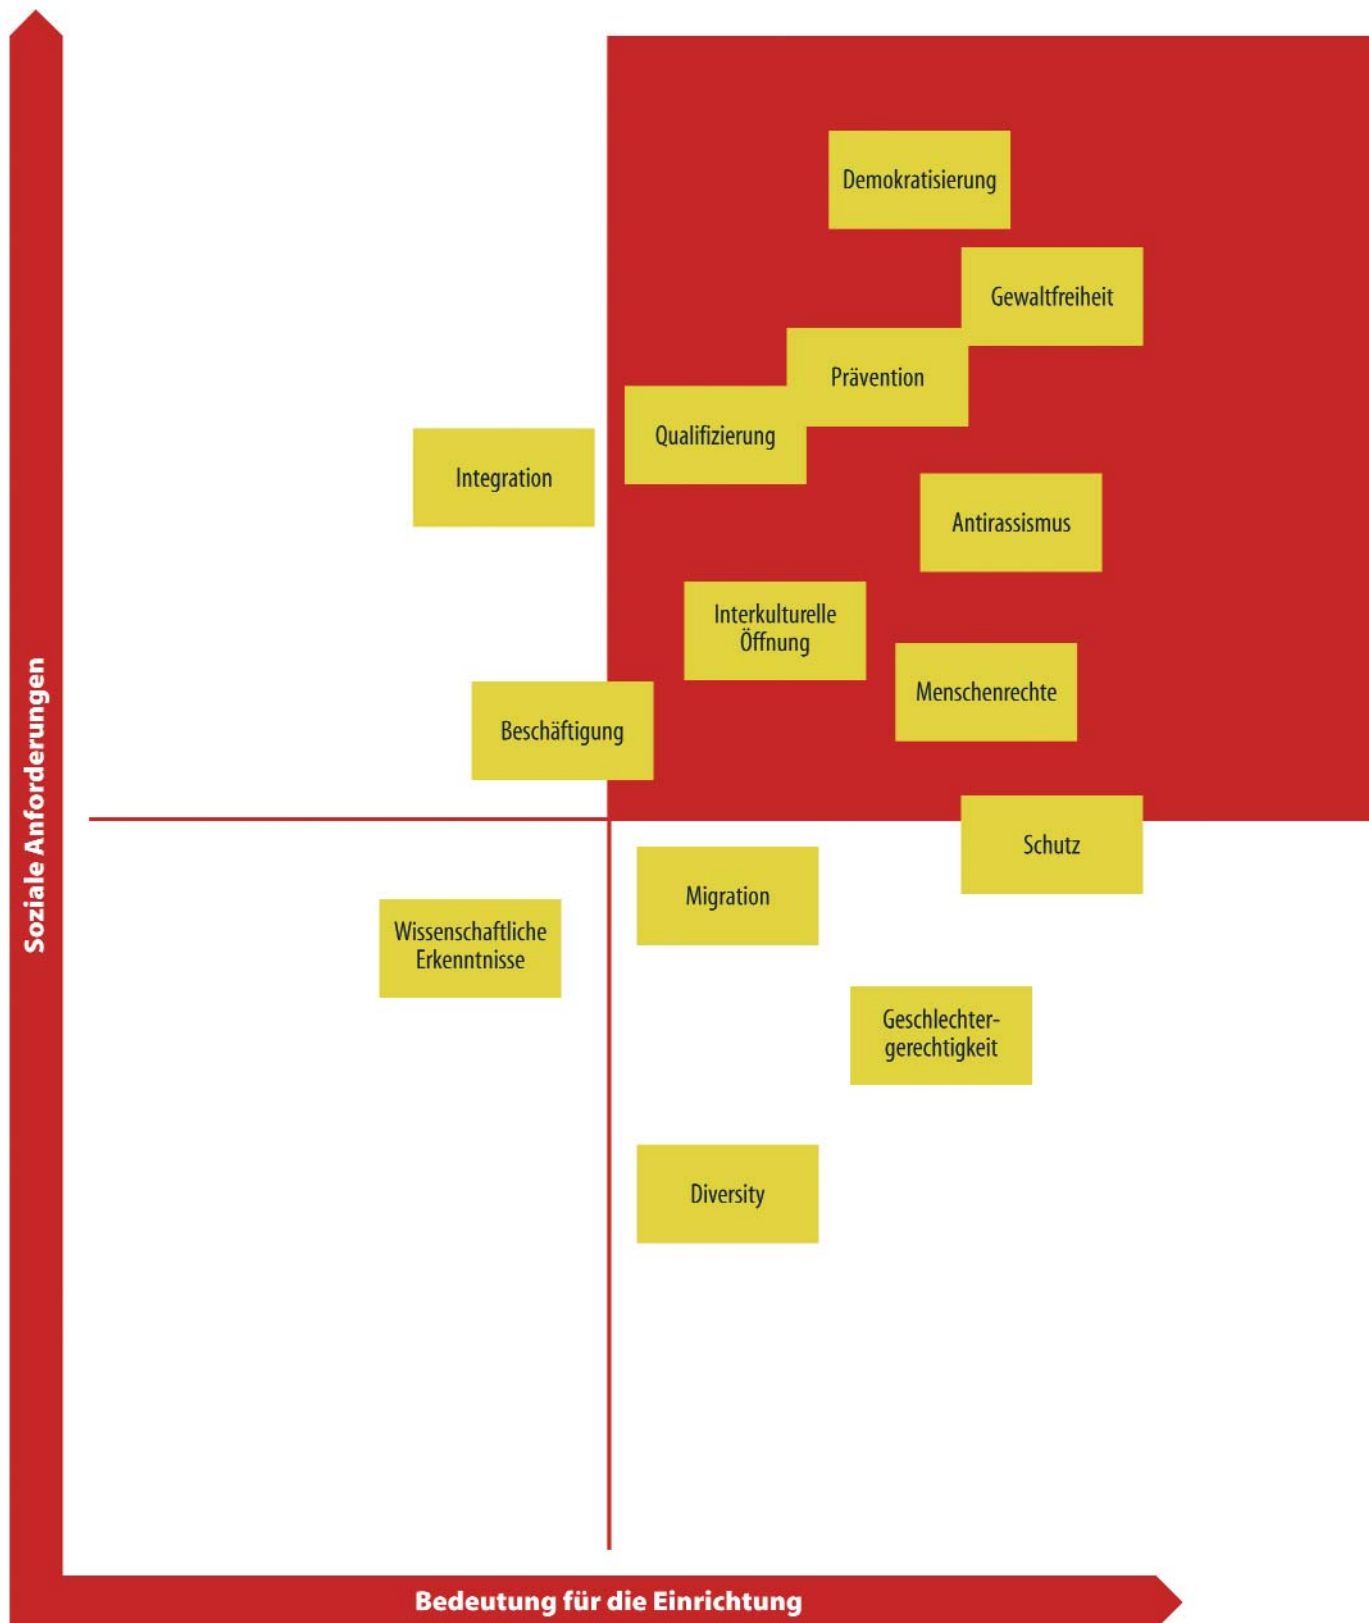 Demokratisierung
Gewaltfreiheit
Prävention
Qualifizierung
Integration
Antirassismus
Interkulturelle
Öffnung
Menschenrechte
Beschäftigung
Soziale Anforderungen
Schutz
Migration
Wissenschaftliche
Erkenntnisse
Geschlechter-
gerechtigkeit
Diversity
Bedeutung für die Einrichtung